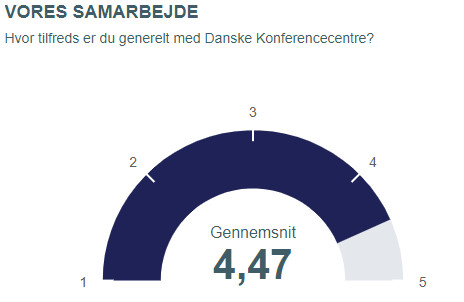 VORES SAMARBEJDE
Hvor tilfreds er du generelt med Danske Konferencecentre?
3
2
4
Gennemsnit
4,47
1
5